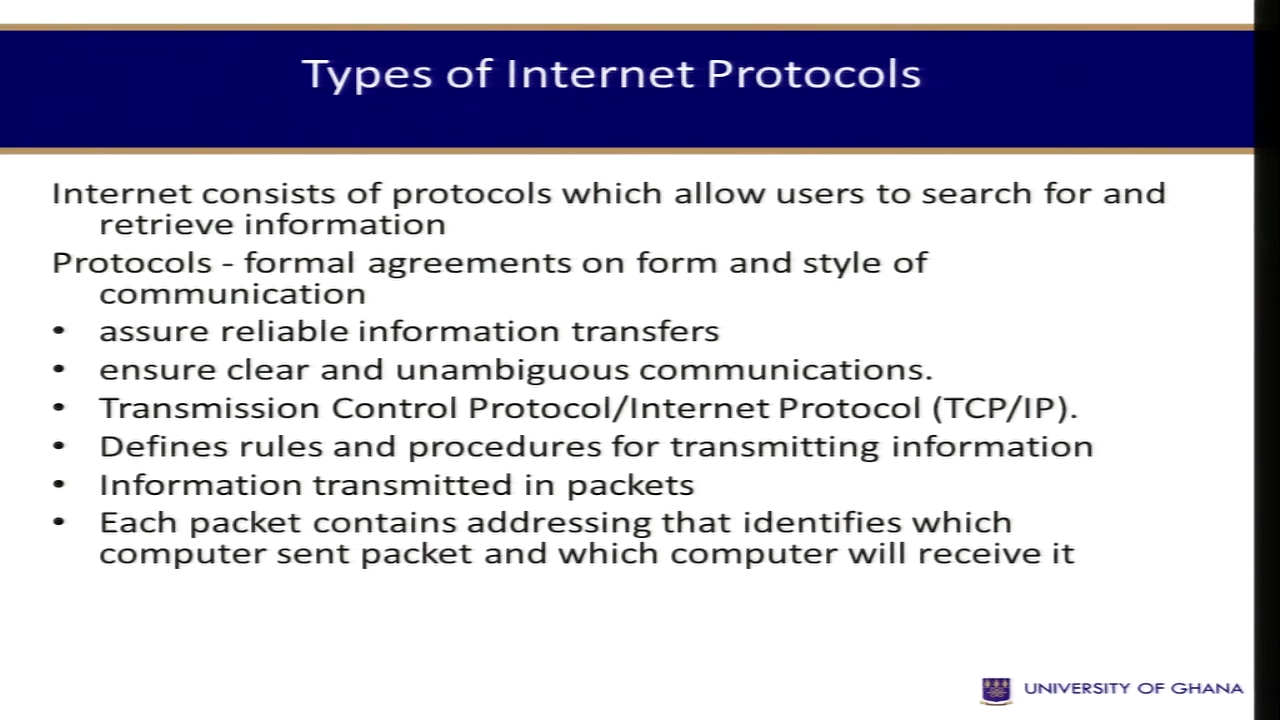 Types of Internet Protocols
Internet consists of protocols which allow users to search for and
retrieve information
Protocols - formal agreements on form and style of
communication
• assure reliable information transfers
• ensure clear and unambiguous communications.
• Transmission Control Protocol/Internet Protocol (TCP/IP).
• Defines rules and procedures for transmitting information
• Information transmitted in packets
• Each packet contains addressing that identifies which
computer sent packet and which computer will receive it
UNIVERSITY OF GHANA